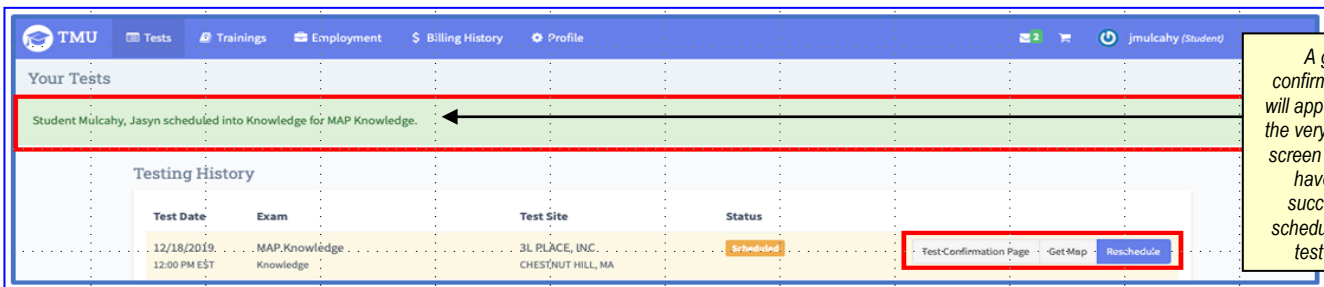 TMU Tests Trainings Employment $ Billing History Profile 2 jmulcahy (Student)
Your Tests
Student Mulcahy, Jasyn scheduled into Knowledge for MAP Knowledge.
Testing History
Test Date Exam Test Site Status
12/18/2019 MAP Knowledge 3L PLACE, INC. Scheduled Test Confirmation Page Get Map Reschedule
12:00 PM EST Knowledge CHESTNUT HILL, MA
A g
confirm
will app
the very
screen
have
succ
schedu
test